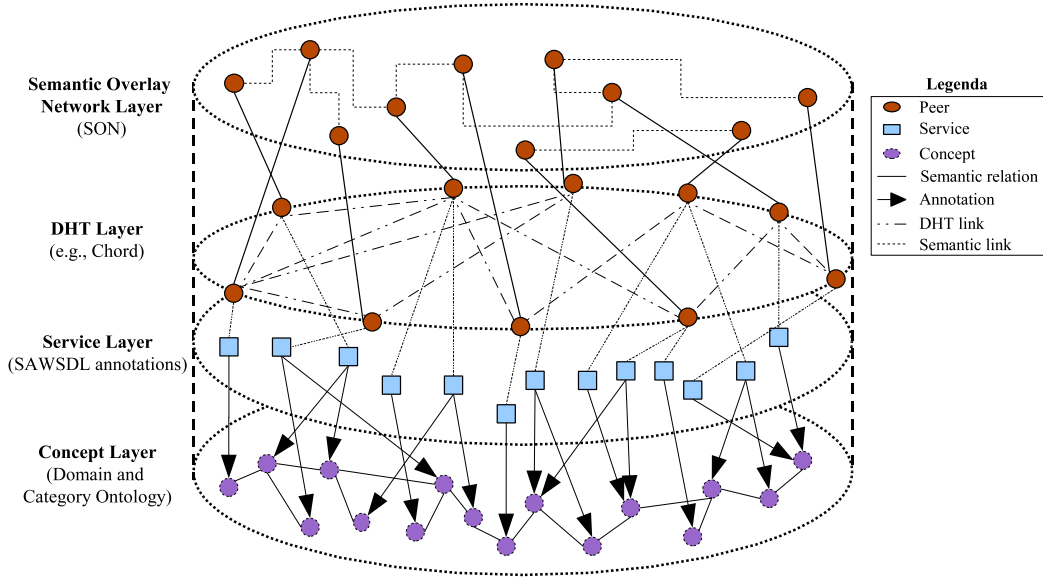 Semantic Overlay
Network Layer
(SON)
DHT Layer
(e.g., Chord)
Service Layer
(SAWSDL annotations)
Concept Layer
(Domain and
Category Ontology)
Legenda
Peer
Service
Concept
Semantic relation
Annotation
DHT link
Semantic link